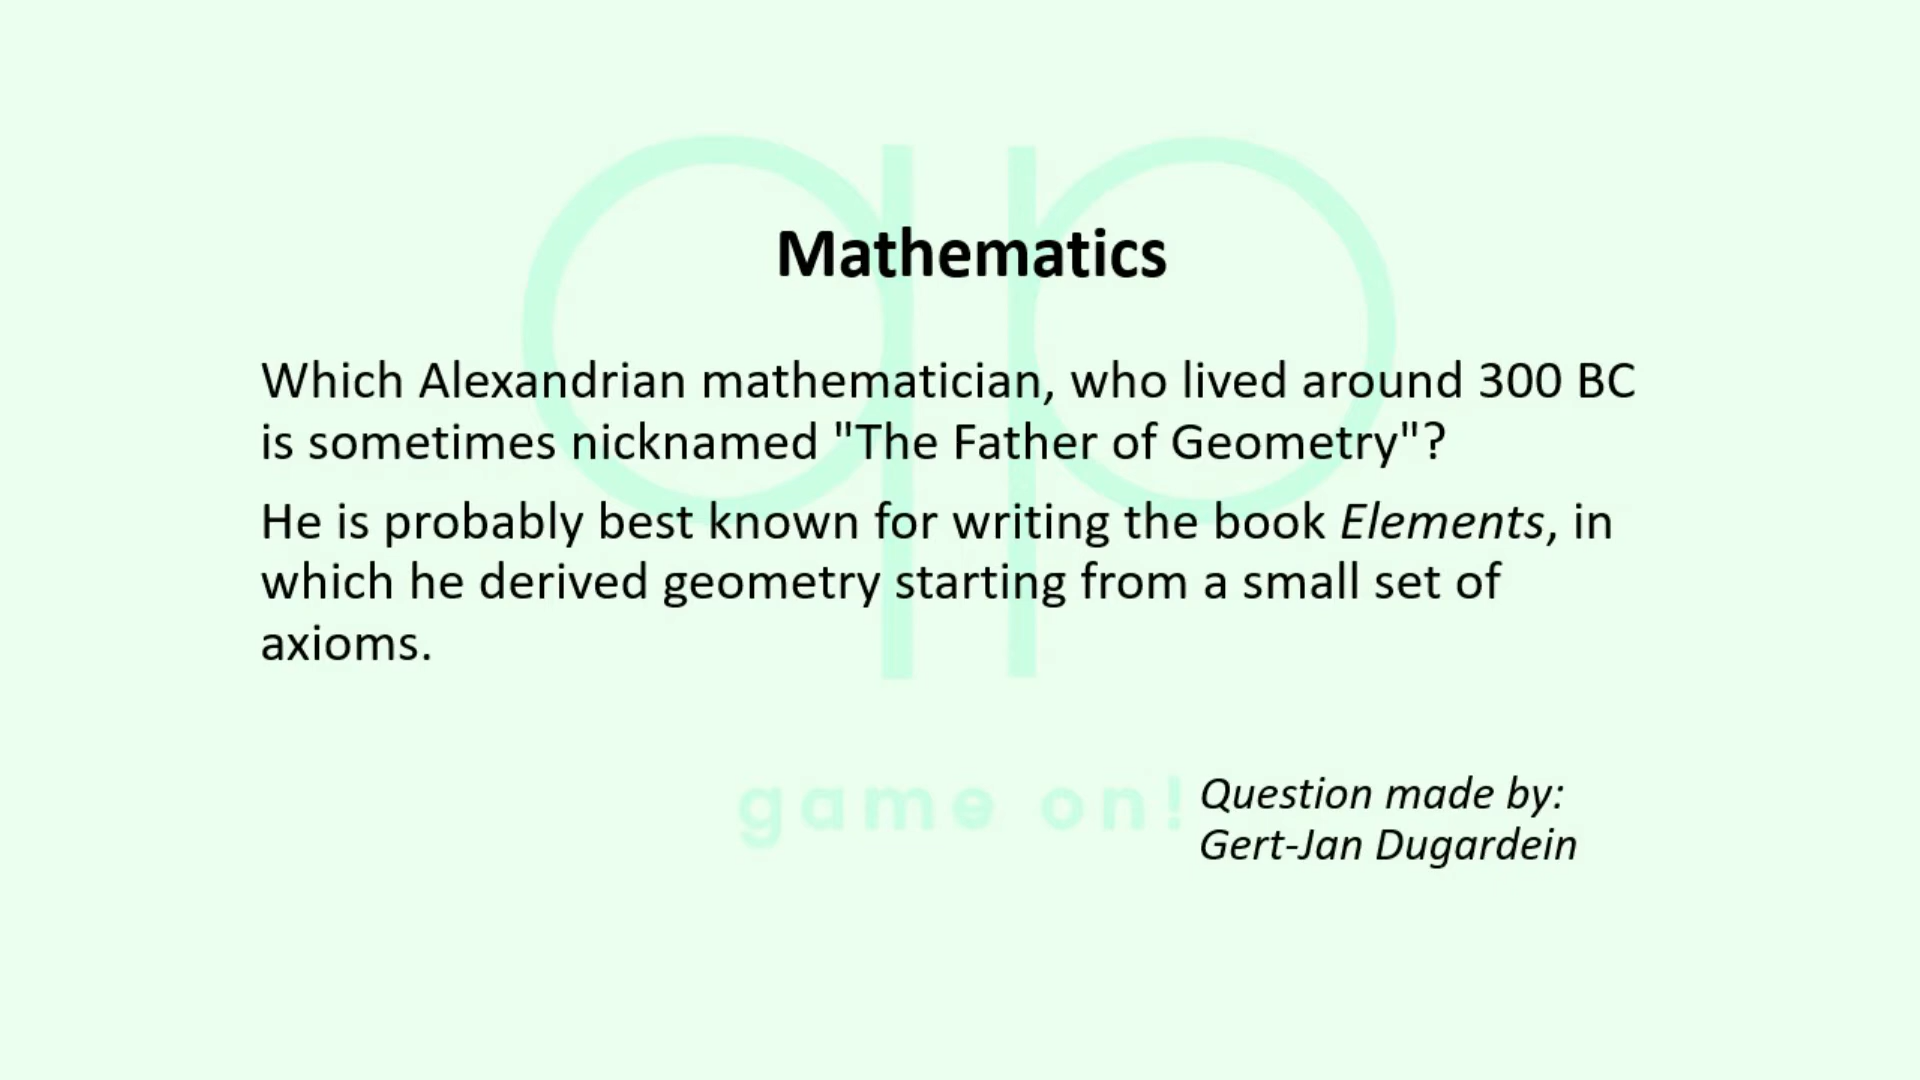 Mathematics
Which Alexandrian mathematician, who lived around 300 BC
is sometimes nicknamed "The Father of Geometry"?
He is probably best known for writing the book Elements, in
which he derived geometry starting from a small set of
axioms.
game on!
Question made by:
Gert-Jan Dugardein